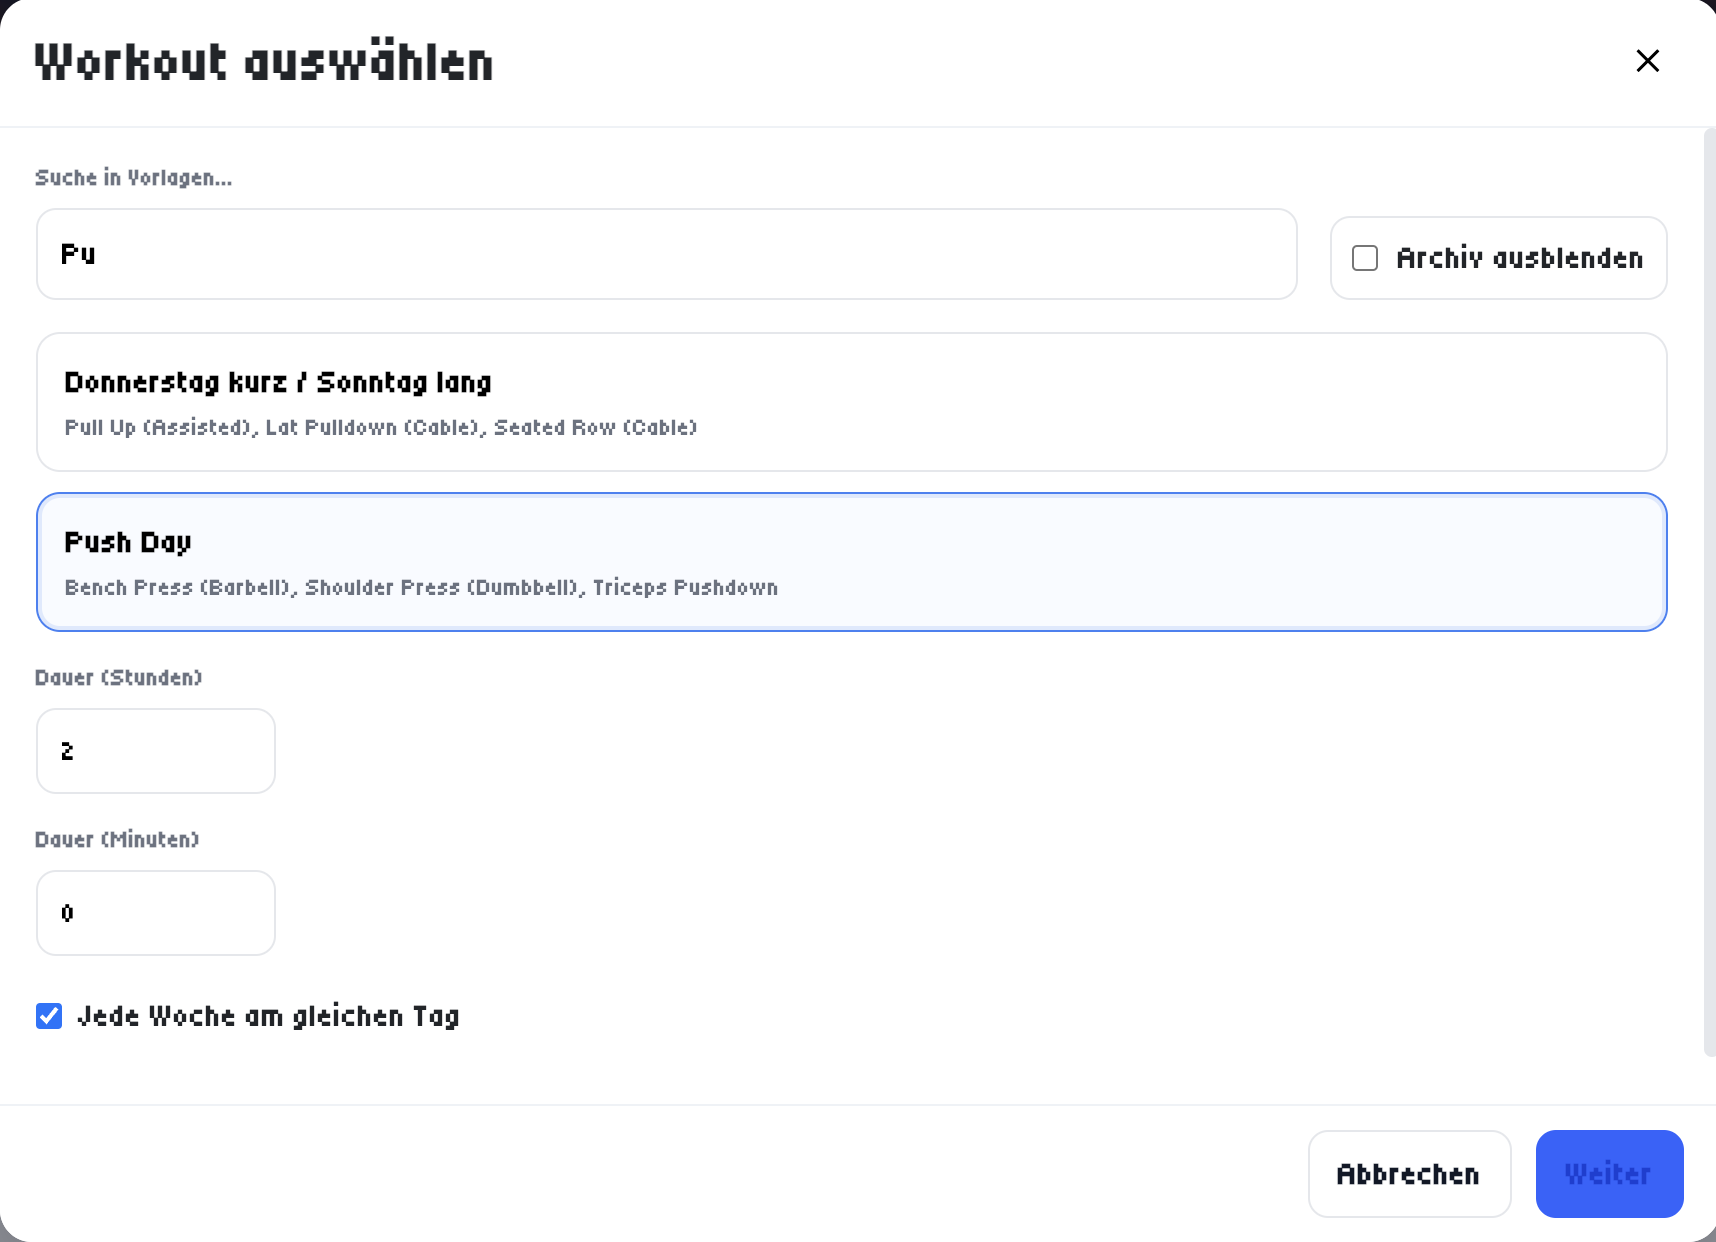 Workout auswählen
Suche in Vorlagen...
Pu
Archiv ausblenden
Donnerstag kurz / Sonntag lang
Pull Up (Assisted), Lat Pulldown (Cable), Seated Row (Cable)
Push Day
Bench Press (Barbell), Shoulder Press (Dumbbell), Triceps Pushdown
Dauer (Stunden)
2
Dauer (Minuten)
0
Jede Woche am gleichen Tag
Abbrechen
Weiter